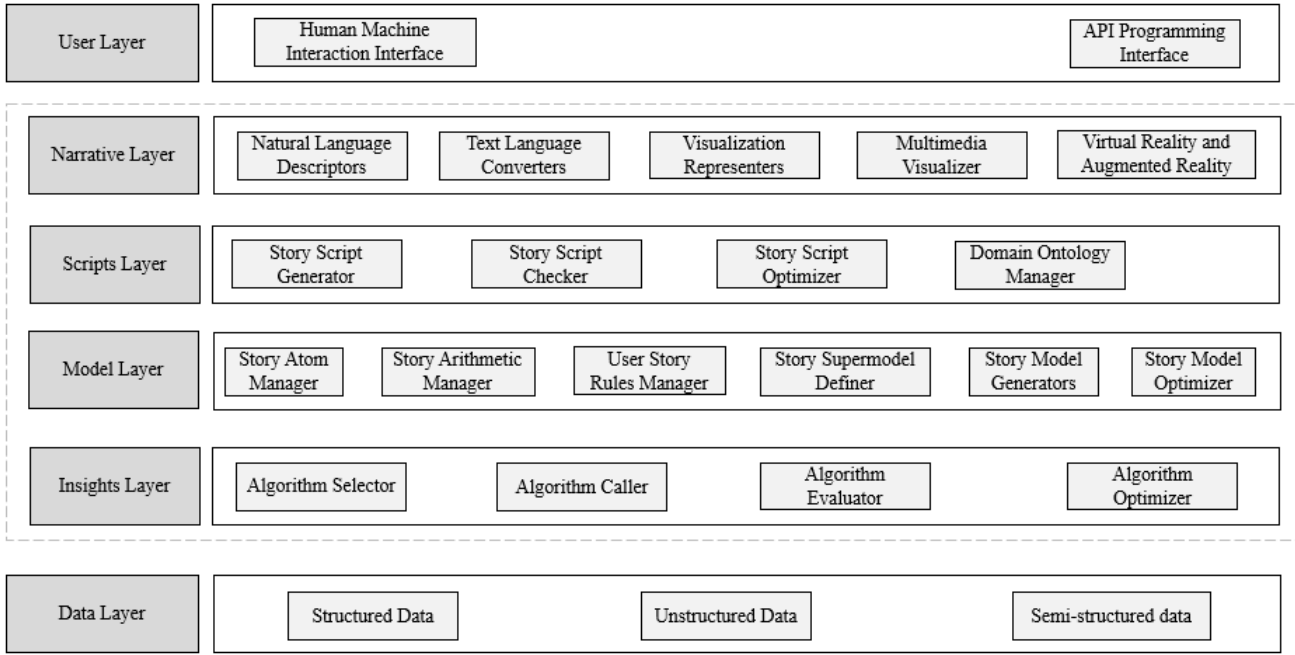 User Layer
Human Machine
Interaction Interface
API Programming
Interface
Narrative Layer
Natural Language
Descriptors
Text Language
Converters
Visualization
Representers
Multimedia
Visualizer
Virtual Reality and
Augmented Reality
Scripts Layer
Story Script
Generator
Story Script
Checker
Story Script
Optimizer
Domain Ontology
Manager
Model Layer
Story Atom
Manager
Story Arithmetic
Manager
User Story
Rules Manager
Story Supermodel
Definer
Story Model
Generators
Story Model
Optimizer
Insights Layer
Algorithm Selector
Algorithm Caller
Algorithm
Evaluator
Algorithm
Optimizer
Data Layer
Structured Data
Unstructured Data
Semi-structured data